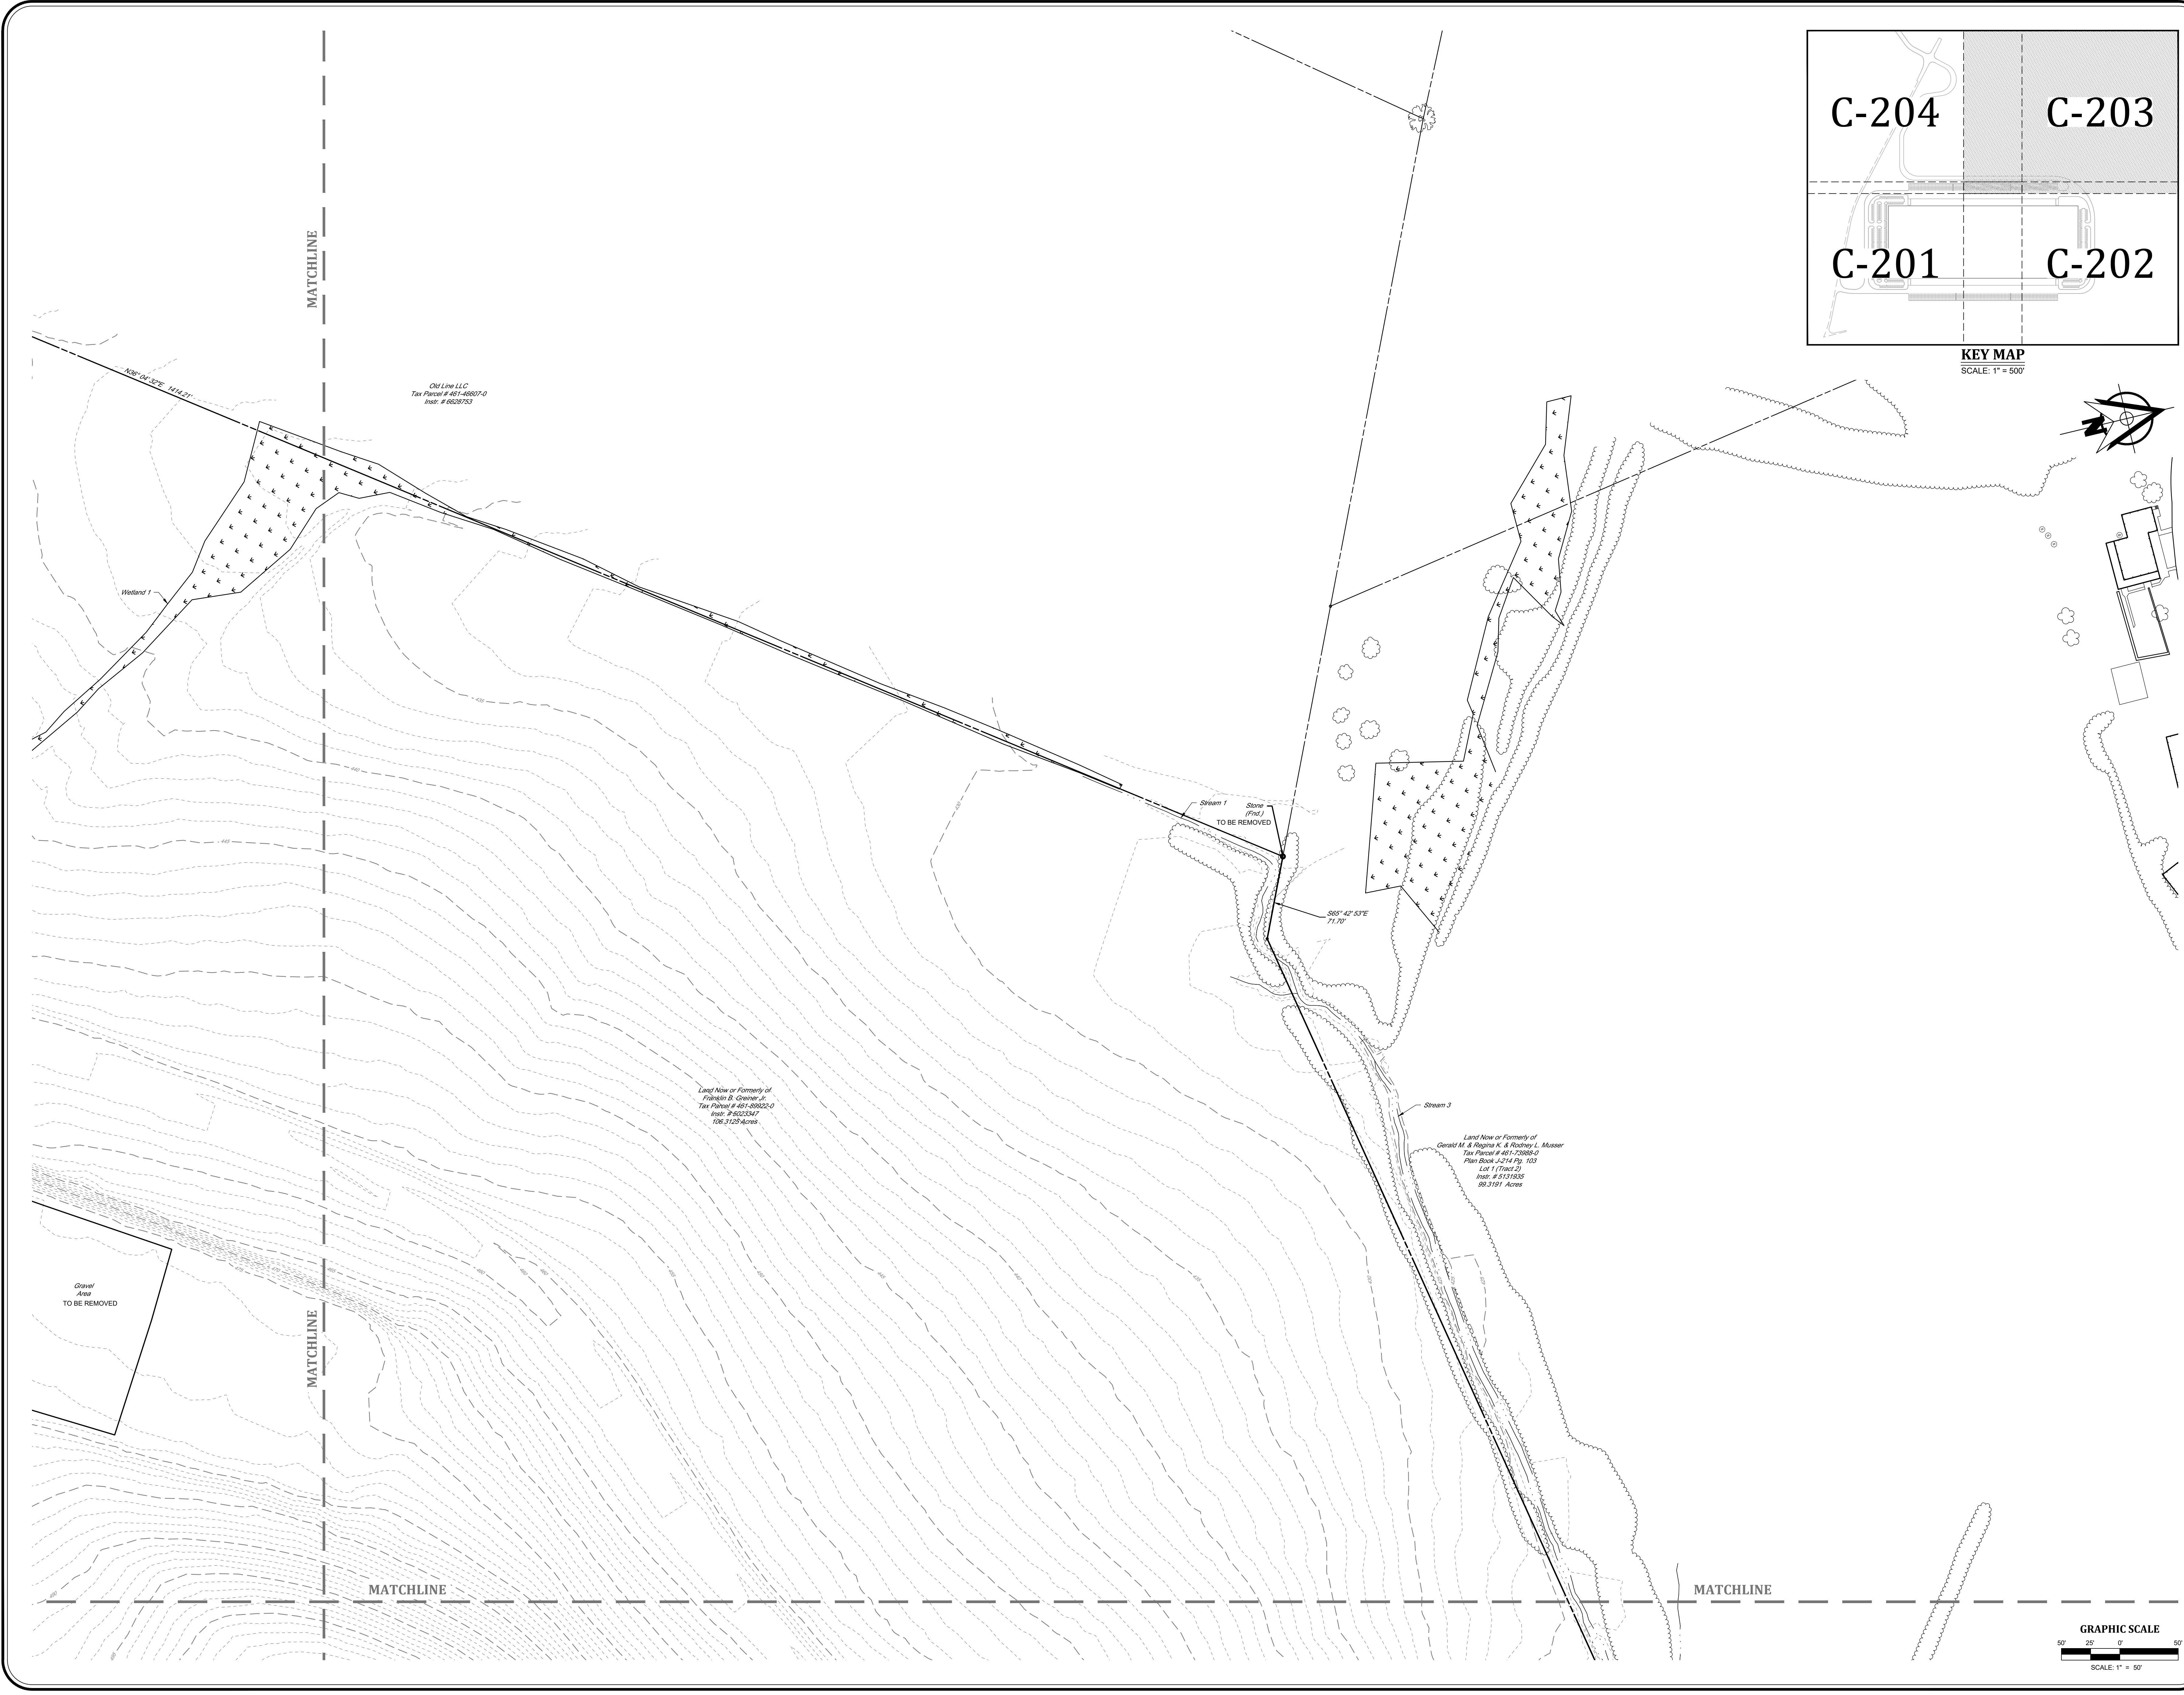 C-204
C-203
C-201
C-202
KEY MAP
SCALE: 1" = 500'
N
MATCHLINE
N36° 04' 32"E   1414.21'
Old Line LLC
Tax Parcel # 461-46607-0
Instr. # 6628753
Wetland 1
435
440
445
430
Stream 1
Stone
(Fnd.)
TO BE REMOVED
S65° 42' 53"E
71.70'
Land Now or Formerly of
Franklin B. Greiner Jr.
Tax Parcel # 461-89922-0
Instr. # 6023347
106.3125 Acres
Stream 3
Land Now or Formerly of
Gerald M. & Regina K. & Rodney L. Musser
Tax Parcel # 461-73988-0
Plan Book J-214 Pg. 103
Lot 1 (Tract 2)
Instr. # 5131935
99.3191  Acres
Gravel
Area
TO BE REMOVED
MATCHLINE
MATCHLINE
MATCHLINE
GRAPHIC SCALE
50' 25' 0' 50'
SCALE: 1" = 50'